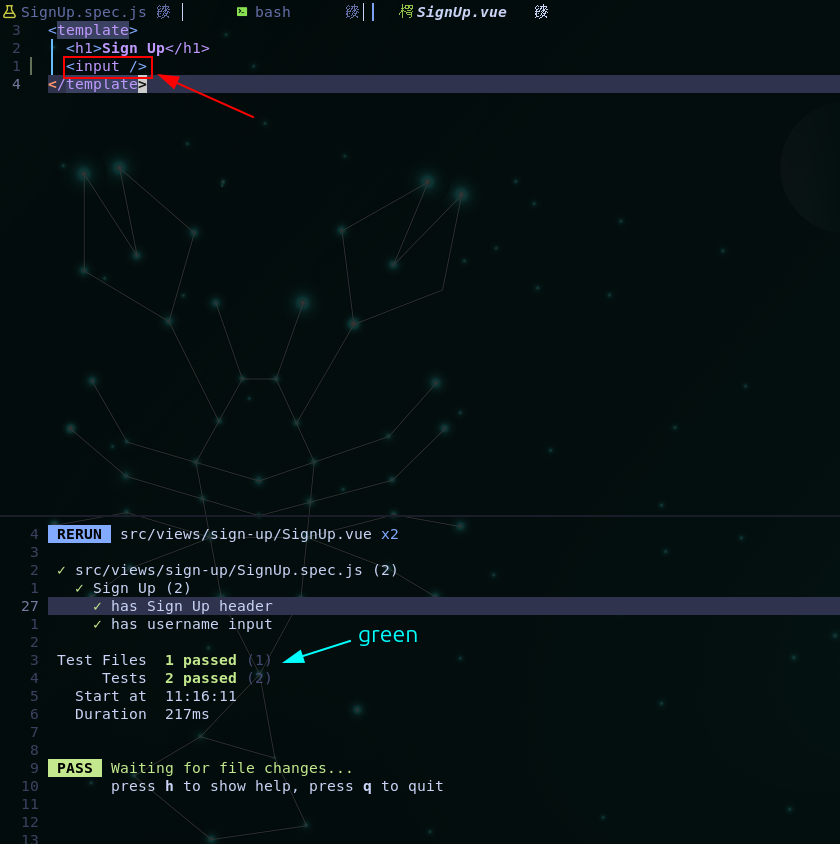 SignUp.spec.js bash SignUp.vue
3 <template>
2 <h1>Sign Up</h1>
1 <input />
4 </template>
4 RERUN src/views/sign-up/SignUp.vue x2
3
2 ✓ src/views/sign-up/SignUp.spec.js (2)
1 ✓ Sign Up (2)
27 ✓ has Sign Up header
1 ✓ has username input
2
green
3 Test Files 1 passed (1)
4 Tests 2 passed (2)
5 Start at 11:16:11
6 Duration 217ms
7
8
9 PASS Waiting for file changes...
10 press h to show help, press q to quit
11
12
13